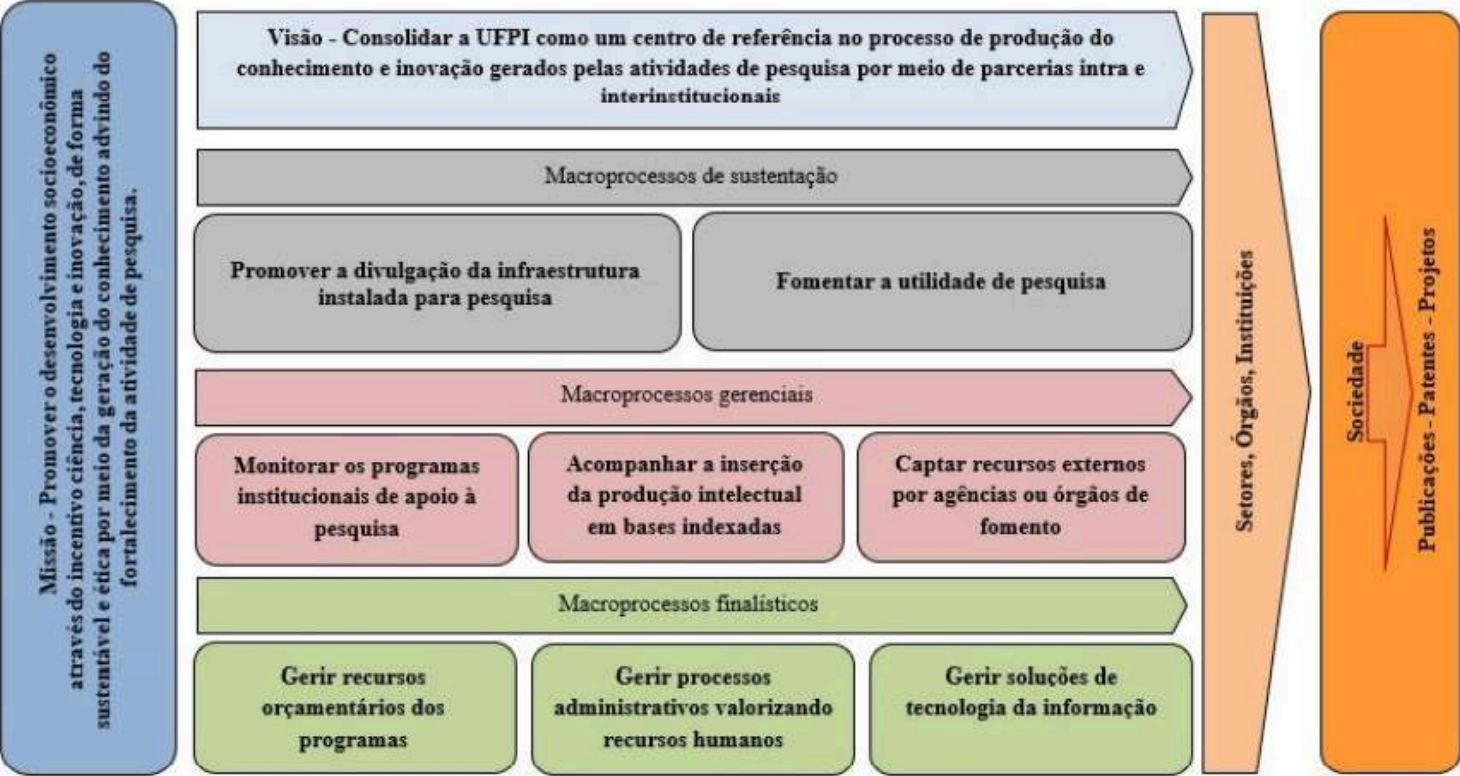 Missão - Promover o desenvolvimento socioeconômico
através do incentivo ciência, tecnologia e inovação, de forma
sustentável e ética por meio da geração do conhecimento advindo do
fortalecimento da atividade de pesquisa.
Visão - Consolidar a UFPI como um centro de referência no processo de produção do
conhecimento e inovação gerados pelas atividades de pesquisa por meio de parcerias intra e
interinstitucionais
Macroprocessos de sustentação
Promover a divulgação da infraestrutura
instalada para pesquisa
Fomentar a utilidade de pesquisa
Macroprocessos gerenciais
Monitorar os programas
institucionais de apoio à
pesquisa
Acompanhar a inserção
da produção intelectual
em bases indexadas
Captar recursos externos
por agências ou órgãos de
fomento
Macroprocessos finalísticos
Gerir recursos
orçamentários dos
programas
Gerir processos
administrativos valorizando
recursos humanos
Gerir soluções de
tecnologia da informação
Setores, Órgãos, Instituições
Sociedade
Publicações - Patentes - Projetos